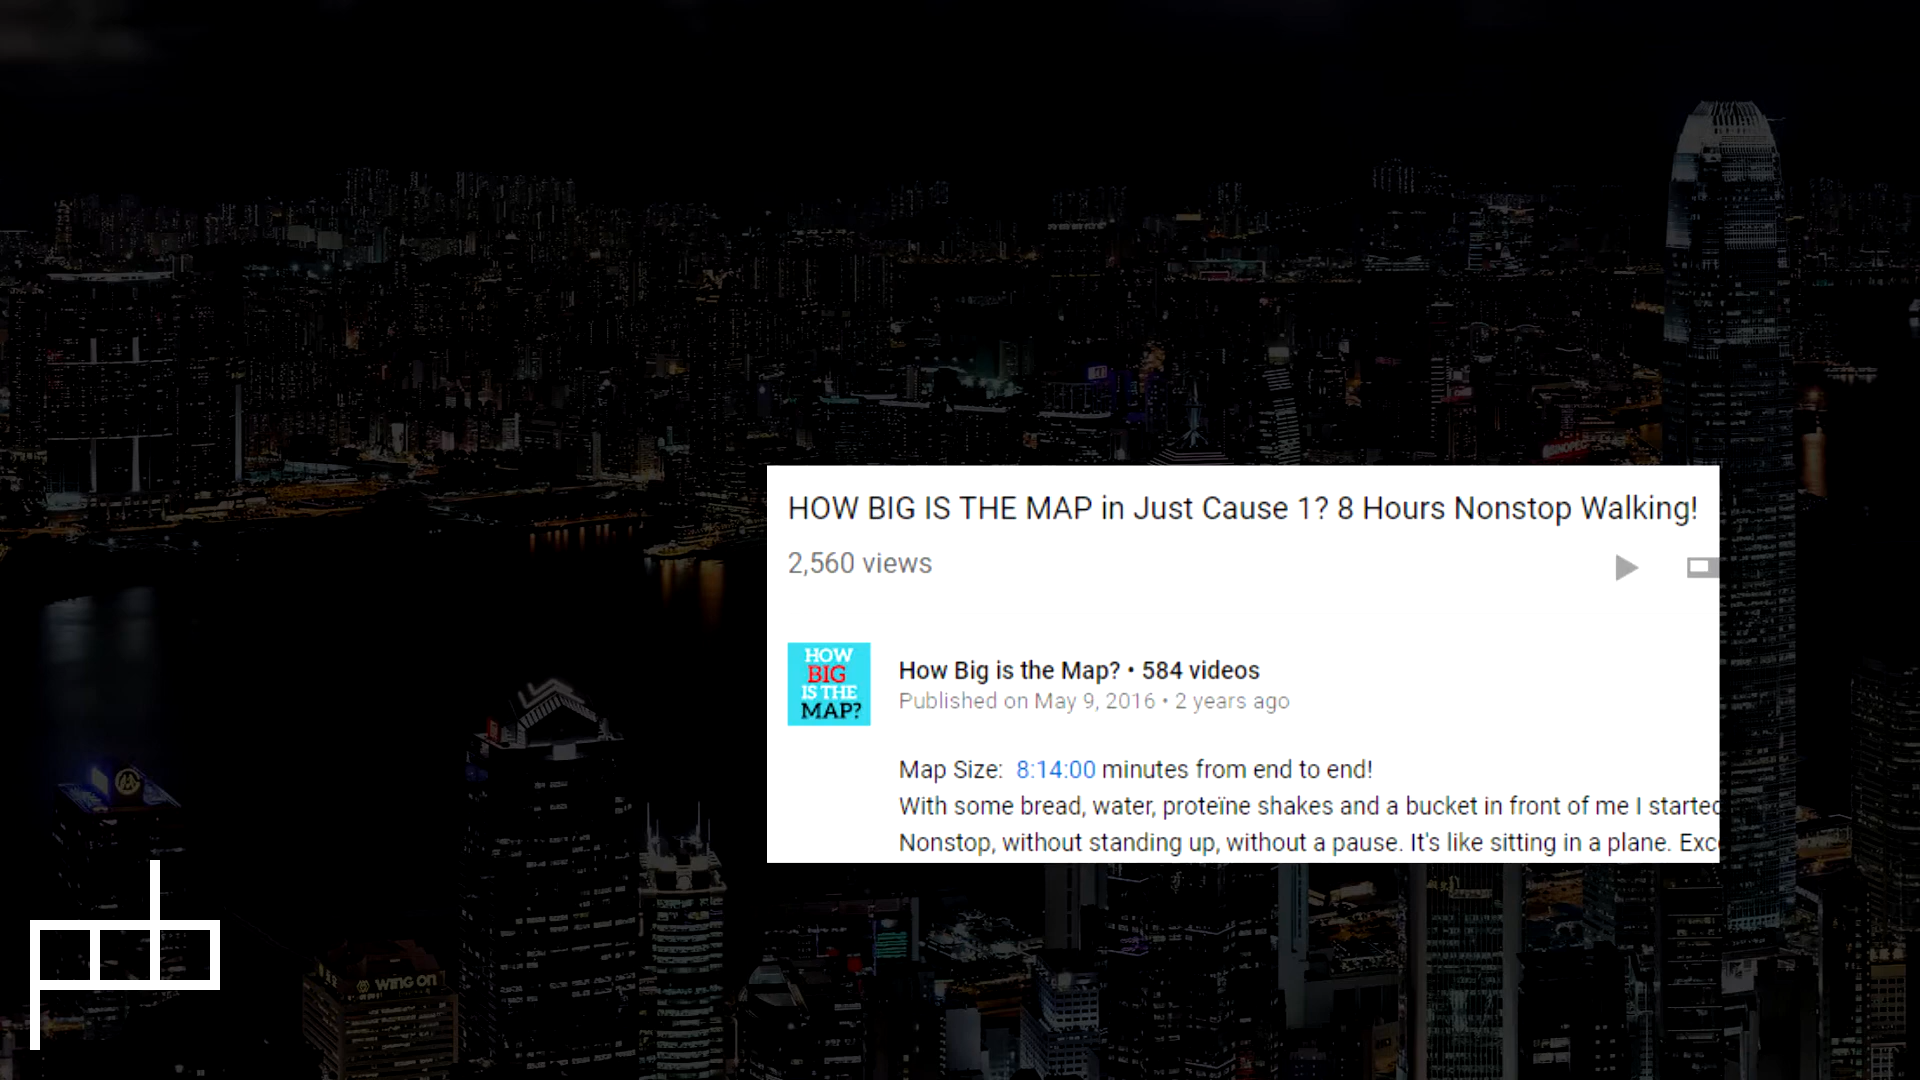 HOW BIG IS THE MAP in Just Cause 1? 8 Hours Nonstop Walking!
2,560 views
HOW
BIG
IS THE
MAP?
How Big is the Map? • 584 videos
Published on May 9, 2016 • 2 years ago
Map Size:  8:14:00 minutes from end to end!
With some bread, water, proteïne shakes and a bucket in front of me I started
Nonstop, without standing up, without a pause. It's like sitting in a plane. Exc
wing on